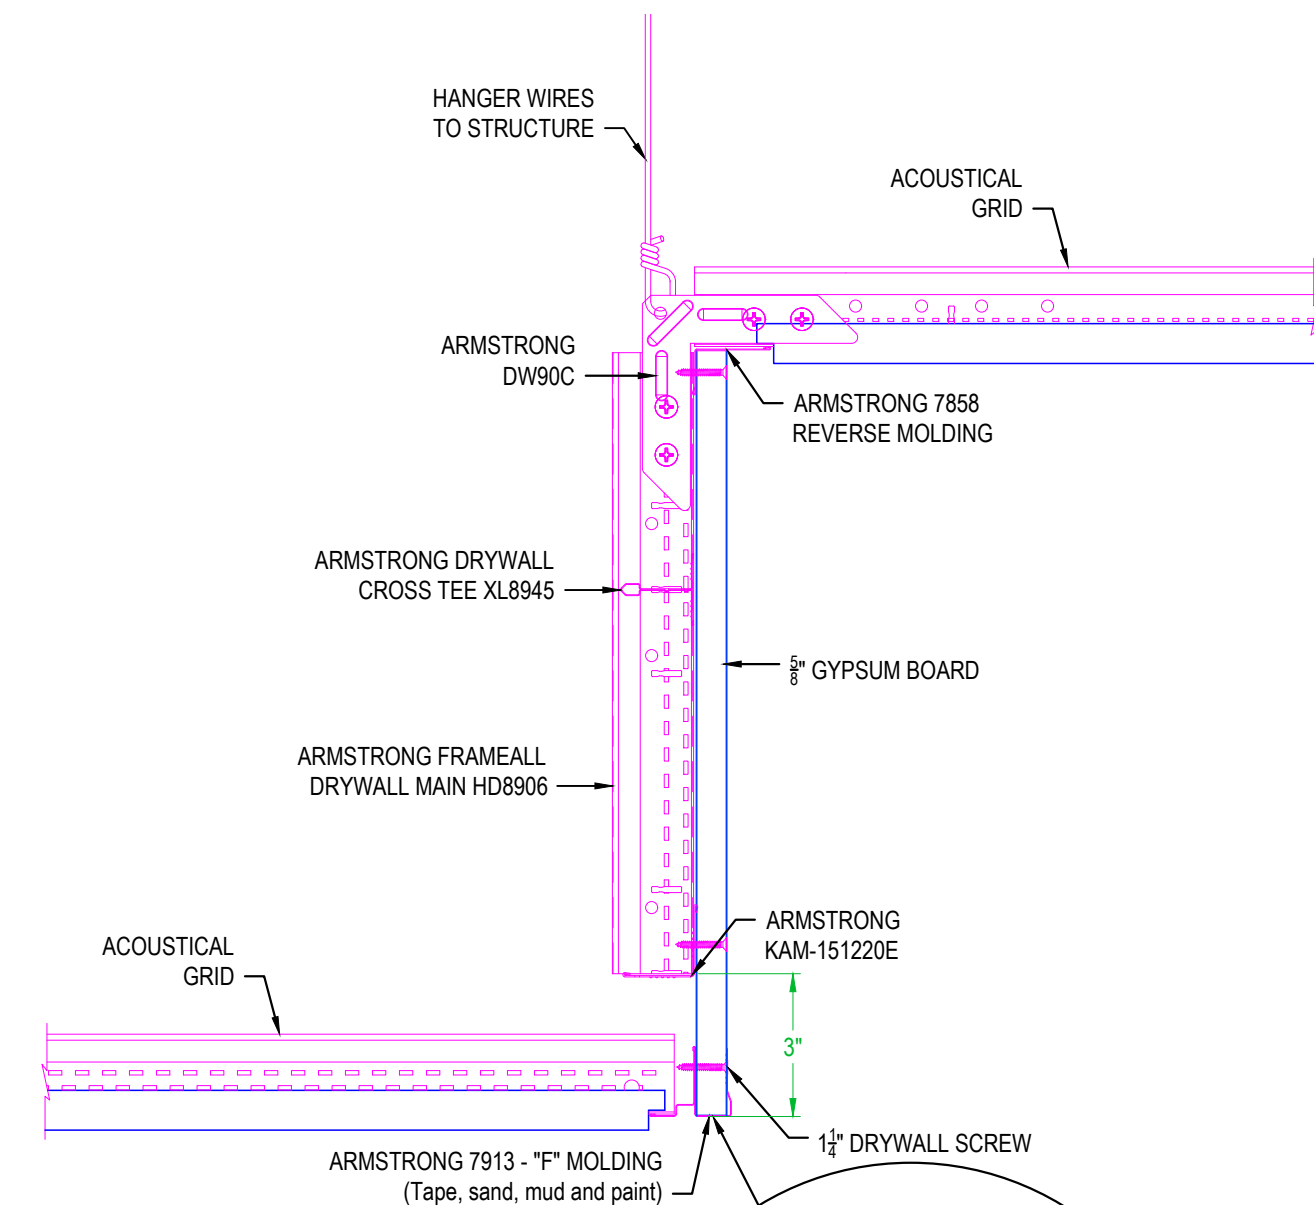 HANGER WIRES
TO STRUCTURE
ACOUSTICAL
GRID
ARMSTRONG
DW90C
ARMSTRONG 7858
REVERSE MOLDING
ARMSTRONG DRYWALL
CROSS TEE XL8945
5/8" GYPSUM BOARD
ARMSTRONG FRAMEALL
DRYWALL MAIN HD8906
ARMSTRONG
KAM-151220E
ACOUSTICAL
GRID
3"
1 1/4" DRYWALL SCREW
ARMSTRONG 7913 - "F" MOLDING
(Tape, sand, mud and paint)